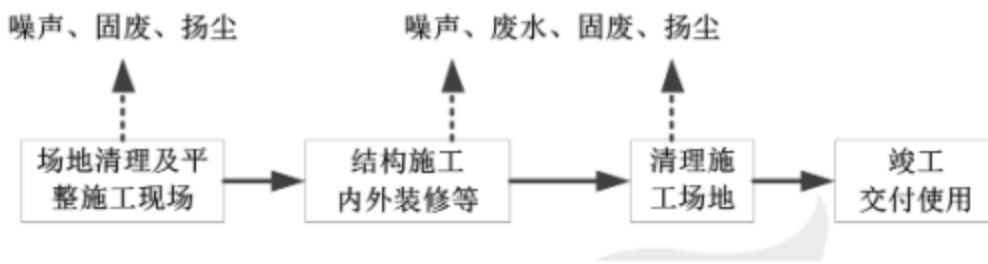 噪声、固废、扬尘
噪声、废水、固废、扬尘
场地清理及平
整施工现场
结构施工
内外装修等
清理施
工场地
竣工
交付使用